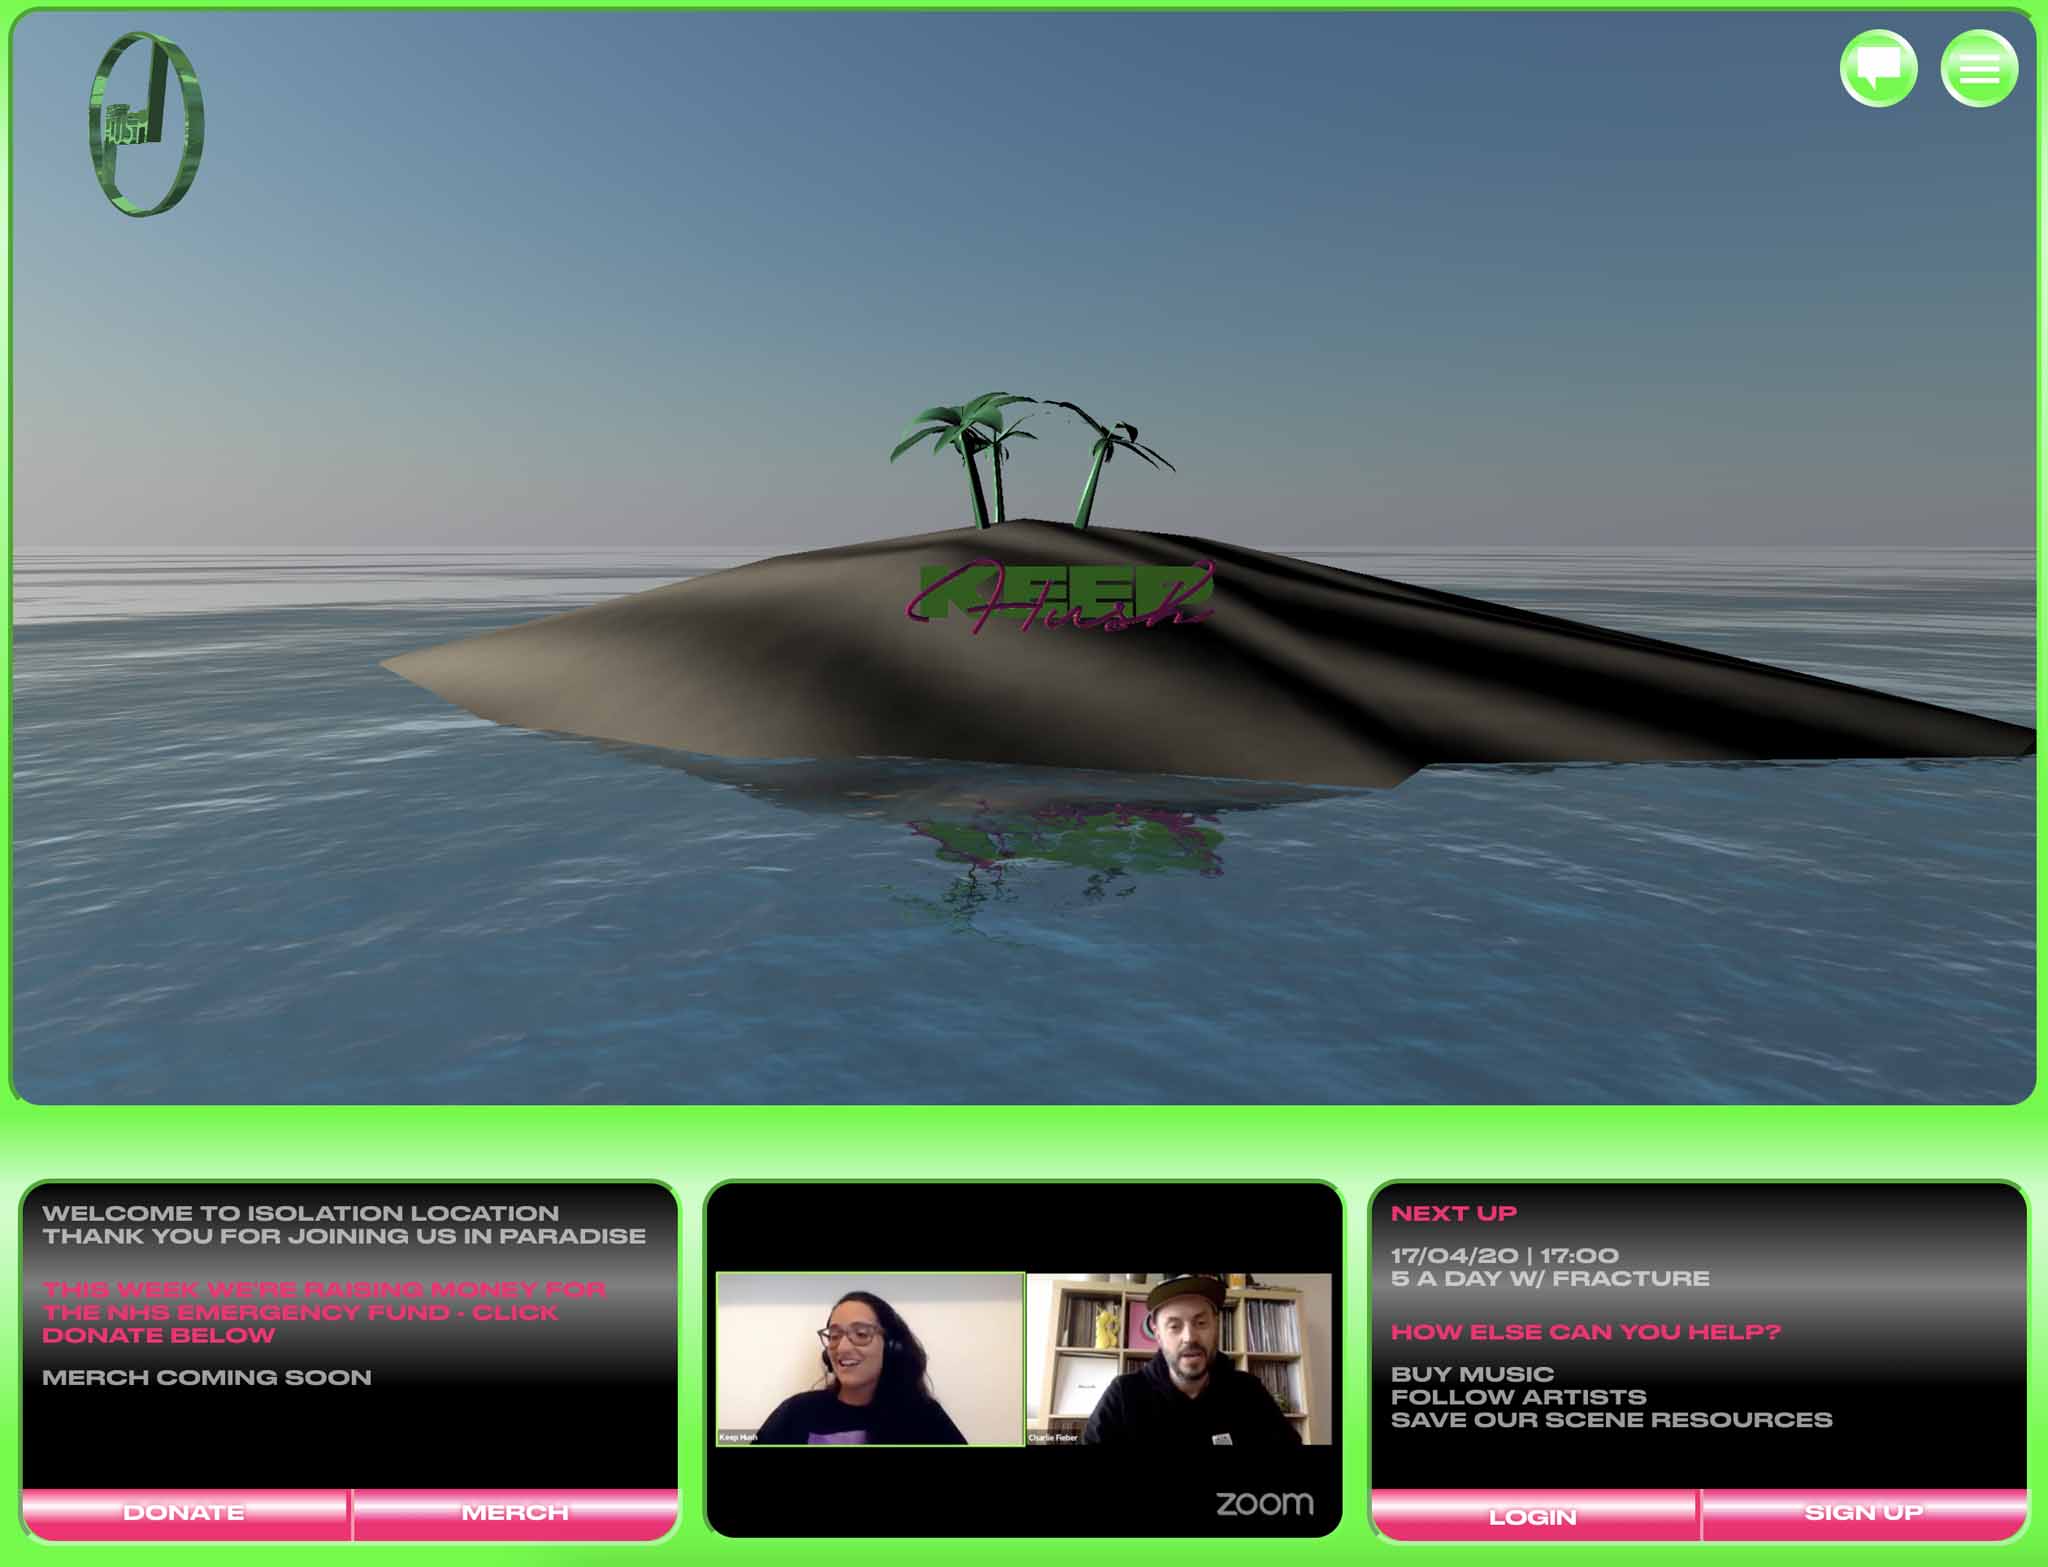 HUSH
KEEP
Hush
WELCOME TO ISOLATION LOCATION
THANK YOU FOR JOINING US IN PARADISE
THIS WEEK WE'RE RAISING MONEY FOR
THE NHS EMERGENCY FUND - CLICK
DONATE BELOW
MERCH COMING SOON
DONATE
MERCH
Keep Hush
Charlie Fieber
zoom
NEXT UP
17/04/20 | 17:00
5 A DAY W/ FRACTURE
HOW ELSE CAN YOU HELP?
BUY MUSIC
FOLLOW ARTISTS
SAVE OUR SCENE RESOURCES
LOGIN
SIGN UP